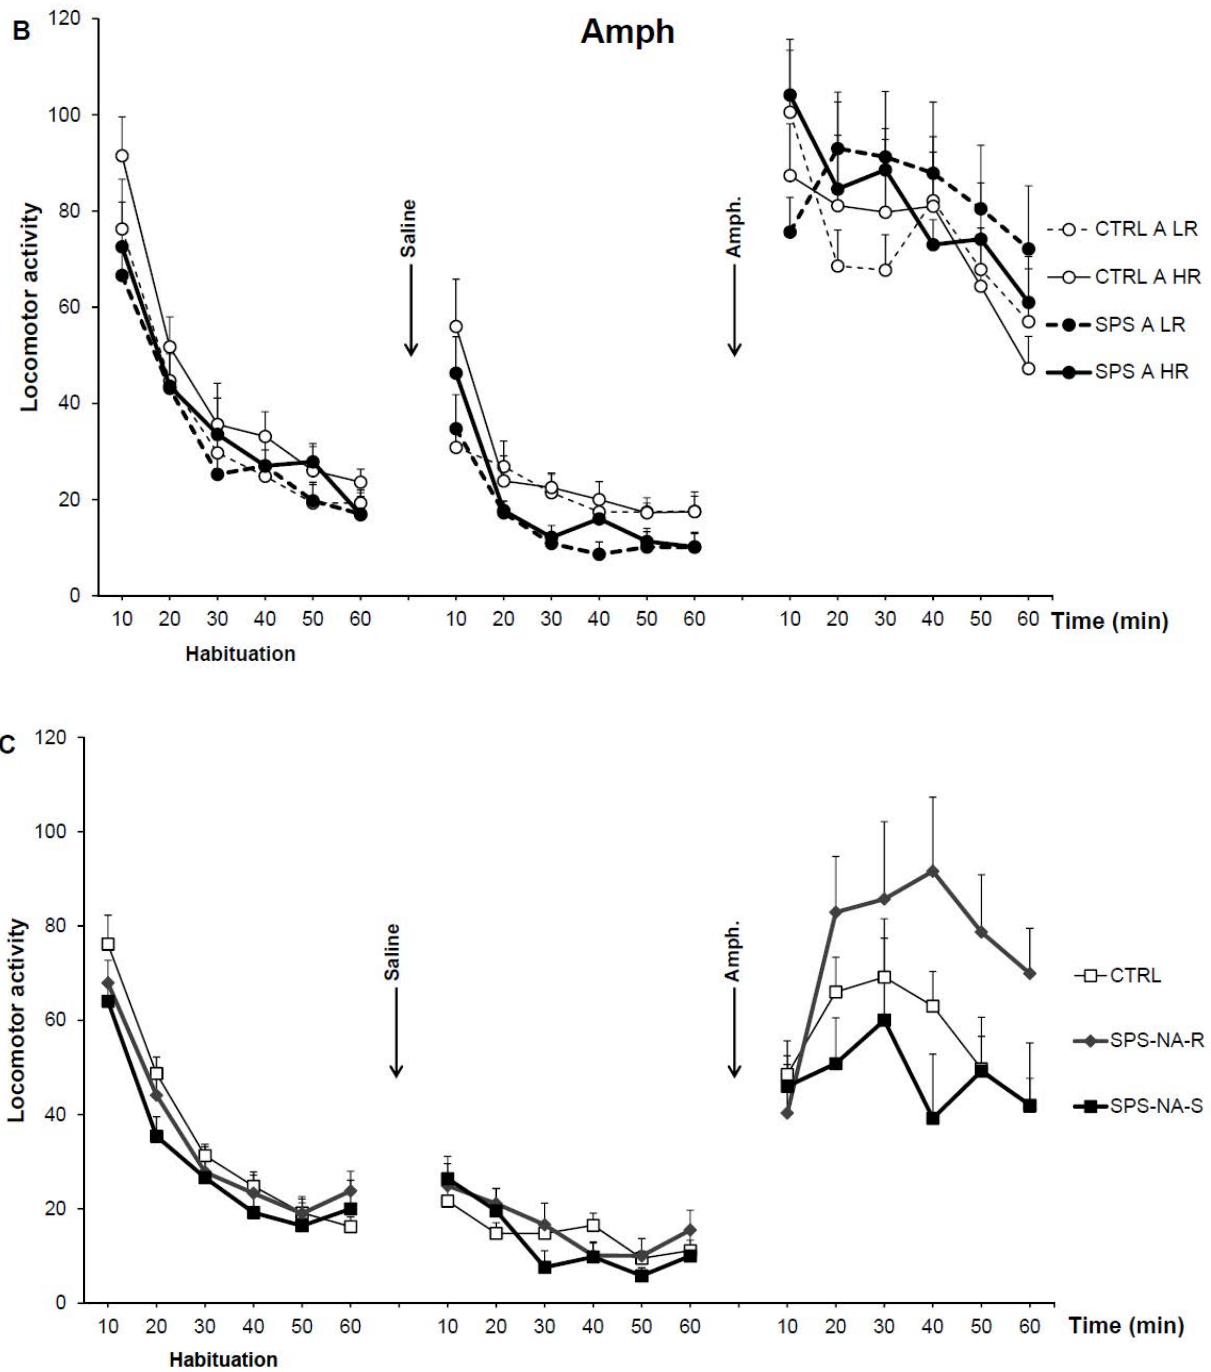 B
Amph
120
100
80
60
40
20
0
Locomotor activity
Saline
Amph.
CTRL A LR
CTRL A HR
SPS A LR
SPS A HR
10 20 30 40 50 60 10 20 30 40 50 60 10 20 30 40 50 60 Time (min)
Habituation
C
120
100
80
60
40
20
0
Locomotor activity
Saline
Amph.
CTRL
SPS-NA-R
SPS-NA-S
10 20 30 40 50 60 10 20 30 40 50 60 10 20 30 40 50 60 Time (min)
Habituation